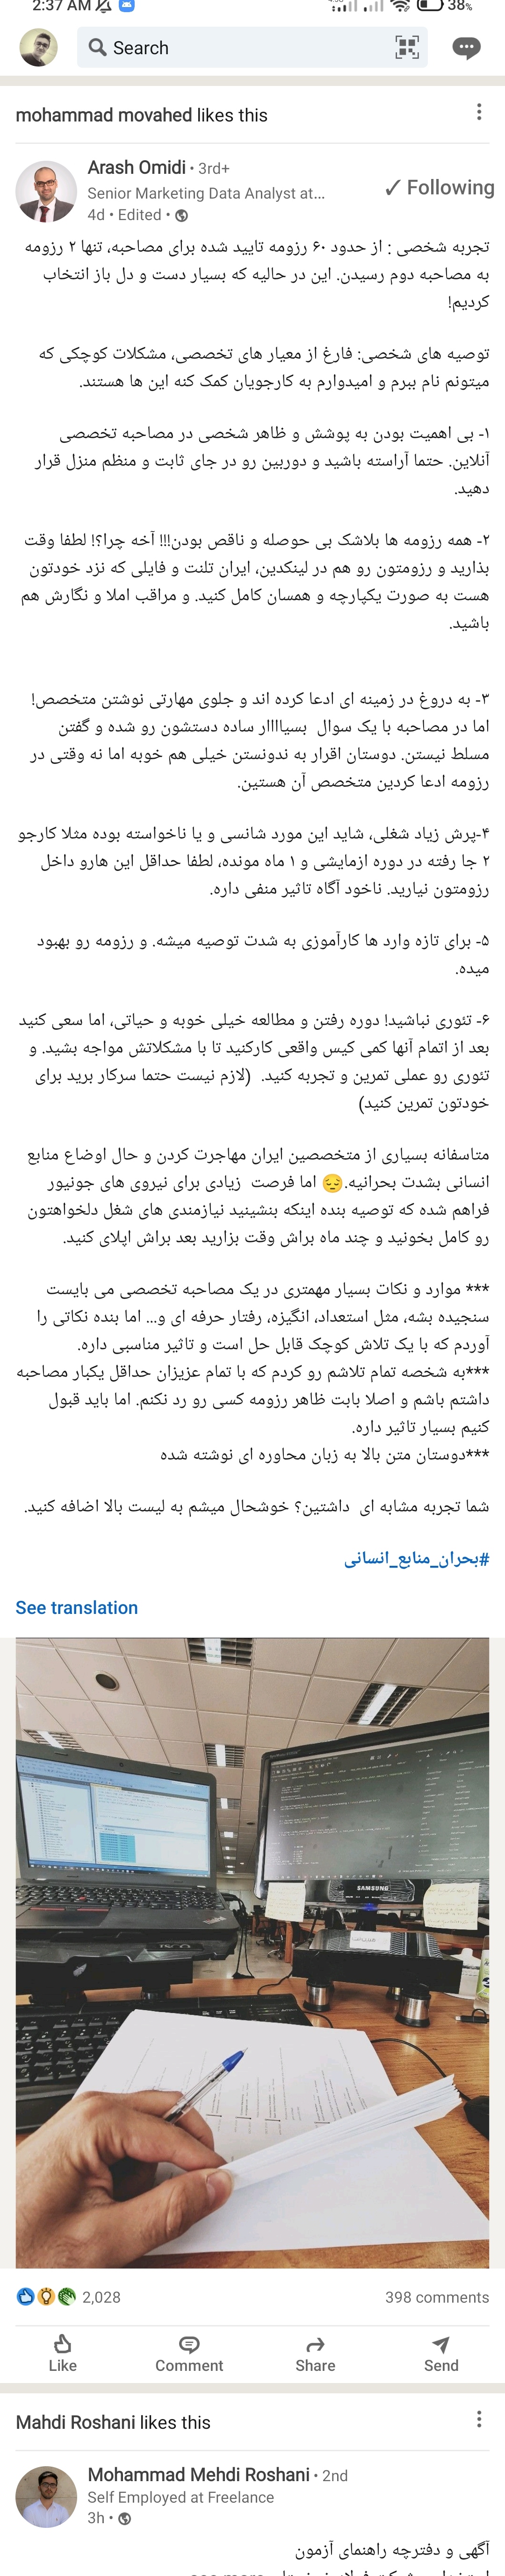 2:37 AM
38%
Search
mohammad movahed likes this
Arash Omidi • 3rd+
Senior Marketing Data Analyst at...
✓ Following
4d • Edited •
تجربه شخصی : از حدود ۶۰ رزومه تایید شده برای مصاحبه، تنها ۲ رزومه
به مصاحبه دوم رسیدن. این در حالیه که بسیار دست و دل باز انتخاب
کردیم!
توصیه های شخصی: فارغ از معیار های تخصصی، مشکلات کوچکی که
میتونم نام ببرم و امیدوارم به کارجویان کمک کنه این ها هستند.
۱- بی اهمیت بودن به پوشش و ظاهر شخصی در مصاحبه تخصصی
آنلاین. حتما آراسته باشید و دوربین رو در جای ثابت و منظم منزل قرار
دهید.
۲- همه رزومه ها بلاشک بی حوصله و ناقص بودن!!! آخه چرا؟! لطفا وقت
بذارید و رزومتون رو هم در لینکدین، ایران تلنت و فایلی که نزد خودتون
هست به صورت یکپارچه و همسان کامل کنید. و مراقب املا و نگارش هم
باشید.
۳- به دروغ در زمینه ای ادعا کرده اند و جلوی مهارتی نوشتن متخصص!
اما در مصاحبه با یک سوال بسیاااار ساده دستشون رو شده و گفتن
مسلط نیستن. دوستان اقرار به ندونستن خیلی هم خوبه اما نه وقتی در
رزومه ادعا کردین متخصص آن هستین.
۴-پرش زیاد شغلی، شاید این مورد شانسی و یا ناخواسته بوده مثلا کارجو
۲ جا رفته در دوره ازمایشی و ۱ ماه مونده، لطفا حداقل این هارو داخل
رزومتون نیارید. ناخود آگاه تاثیر منفی داره.
۵- برای تازه وارد ها کارآموزی به شدت توصیه میشه. و رزومه رو بهبود
میده.
۶- تئوری نباشید! دوره رفتن و مطالعه خیلی خوبه و حیاتی، اما سعی کنید
بعد از اتمام آنها کمی کیس واقعی کارکنید تا با مشکلاتش مواجه بشید. و
تئوری رو عملی تمرین و تجربه کنید. (لازم نیست حتما سرکار برید برای
خودتون تمرین کنید)
متاسفانه بسیاری از متخصصین ایران مهاجرت کردن و حال اوضاع منابع
انسانی بشدت بحرانیه.😔 اما فرصت زیادی برای نیروی های جونیور
فراهم شده که توصیه بنده اینکه بنشینید نیازمندی های شغل دلخواهتون
رو کامل بخونید و چند ماه براش وقت بزارید بعد براش اپلای کنید.
*** موارد و نکات بسیار مهمتری در یک مصاحبه تخصصی می بایست
سنجیده بشه، مثل استعداد، انگیزه، رفتار حرفه ای و... اما بنده نکاتی را
آوردم که با یک تلاش کوچک قابل حل است و تاثیر مناسبی داره.
***به شخصه تمام تلاشم رو کردم که با تمام عزیزان حداقل یکبار مصاحبه
داشتم باشم و اصلا بابت ظاهر رزومه کسی رو رد نکنم. اما باید قبول
کنیم بسیار تاثیر داره.
***دوستان متن بالا به زبان محاوره ای نوشته شده
شما تجربه مشابه ای داشتین؟ خوشحال میشم به لیست بالا اضافه کنید.
#بحران_منابع_انسانی
See translation
SAMSUNG
2,028
398 comments
Like
Comment
Share
Send
Mahdi Roshani likes this
Mohammad Mehdi Roshani • 2nd
Self Employed at Freelance
3h •
آگهی و دفترچه راهنمای آزمون